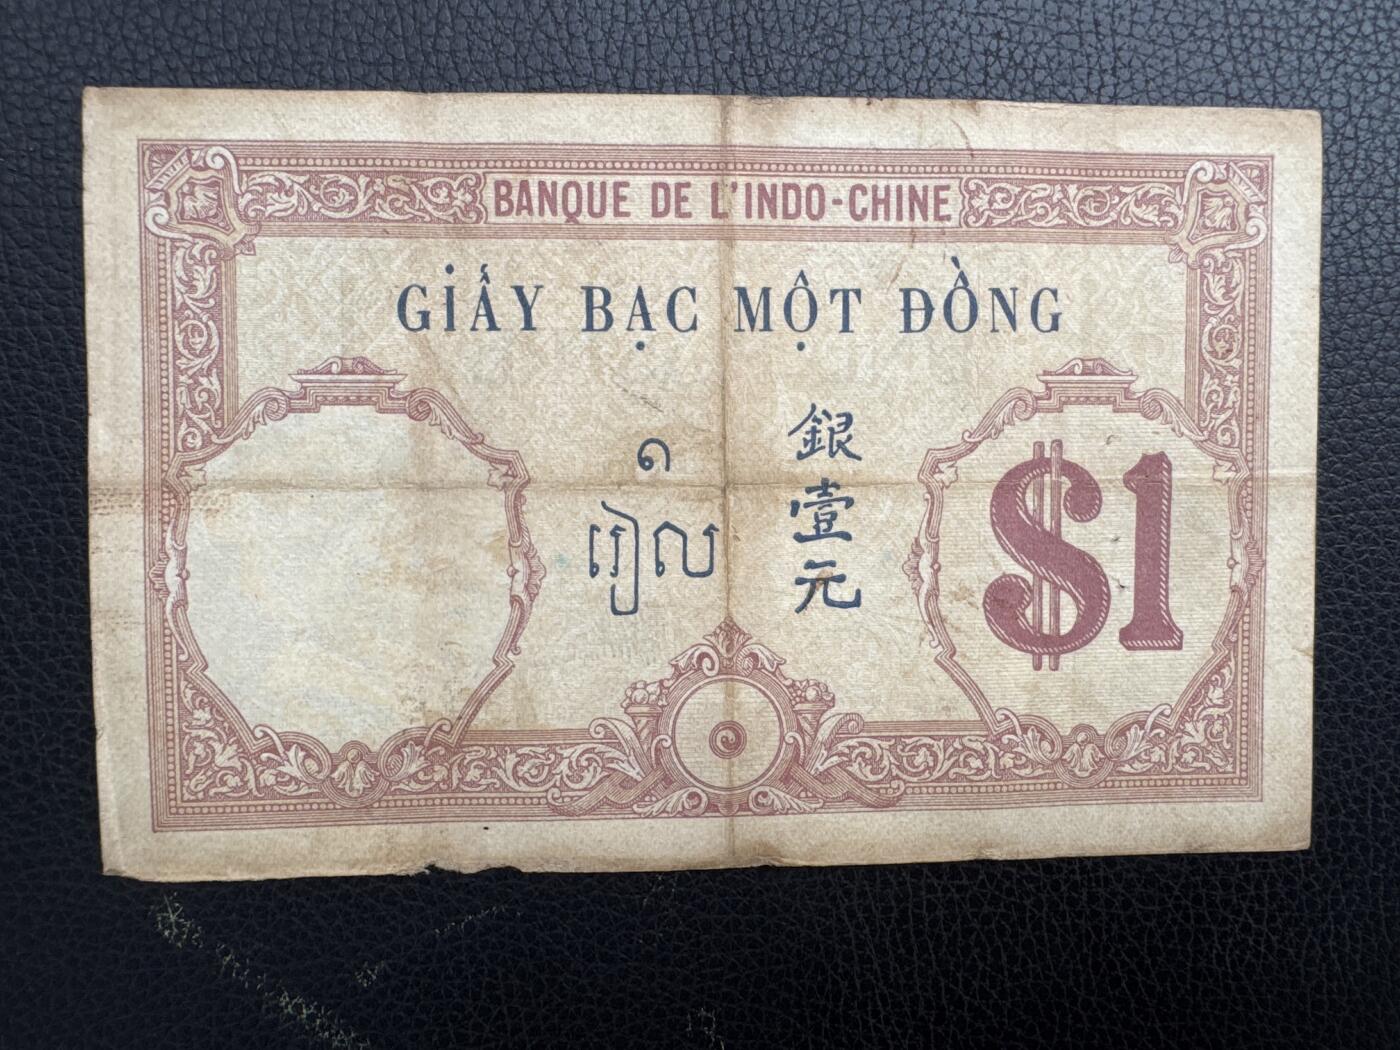 BANQUE DE L'INDO-CHINE
GIẤY BẠC MỘT ĐỒNG
១
រៀល
銀壹元
$1